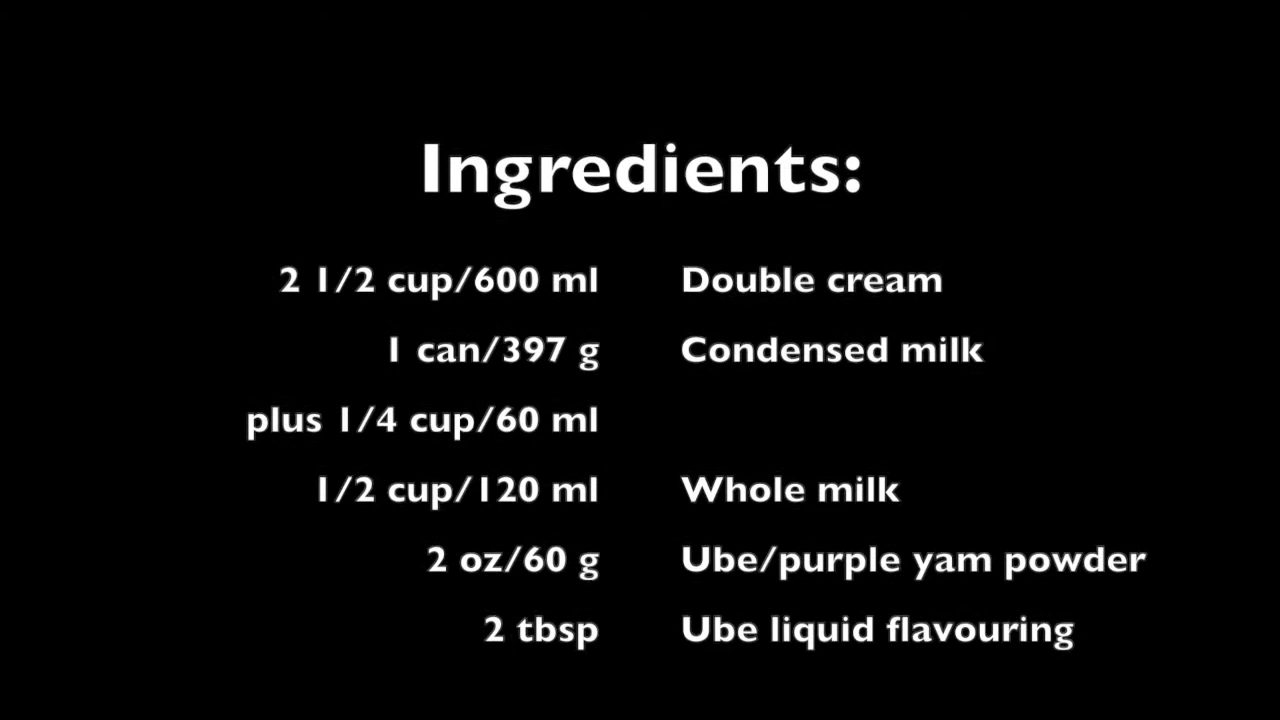 Ingredients:
2 1/2 cup/600 ml Double cream
1 can/397 g Condensed milk
plus 1/4 cup/60 ml
1/2 cup/120 ml Whole milk
2 oz/60 g Ube/purple yam powder
2 tbsp Ube liquid flavouring